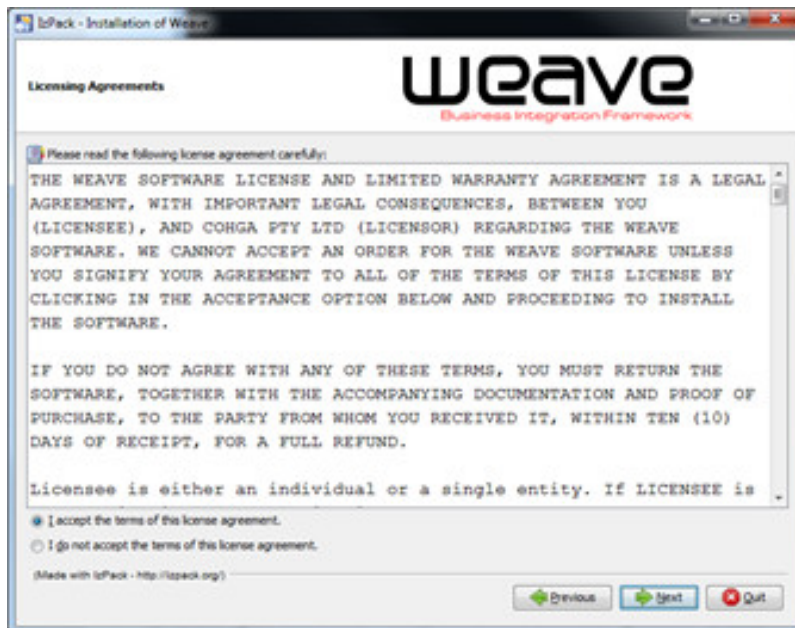 IzPack - Installation of Weave
Licensing Agreements
weave
Business Integration Framework
Please read the following license agreement carefully:
THE WEAVE SOFTWARE LICENSE AND LIMITED WARRANTY AGREEMENT IS A LEGAL
AGREEMENT, WITH IMPORTANT LEGAL CONSEQUENCES, BETWEEN YOU
(LICENSEE), AND COHGA PTY LTD (LICENSOR) REGARDING THE WEAVE
SOFTWARE. WE CANNOT ACCEPT AN ORDER FOR THE WEAVE SOFTWARE UNLESS
YOU SIGNIFY YOUR AGREEMENT TO ALL OF THE TERMS OF THIS LICENSE BY
CLICKING IN THE ACCEPTANCE OPTION BELOW AND PROCEEDING TO INSTALL
THE SOFTWARE.
IF YOU DO NOT AGREE WITH ANY OF THESE TERMS, YOU MUST RETURN THE
SOFTWARE, TOGETHER WITH THE ACCOMPANYING DOCUMENTATION AND PROOF OF
PURCHASE, TO THE PARTY FROM WHOM YOU RECEIVED IT, WITHIN TEN (10)
DAYS OF RECEIPT, FOR A FULL REFUND.
Licensee is either an individual or a single entity. If LICENSEE is
I accept the terms of this license agreement.
I do not accept the terms of this license agreement.
(Made with IzPack - http://izpack.org/)
Previous Next Quit